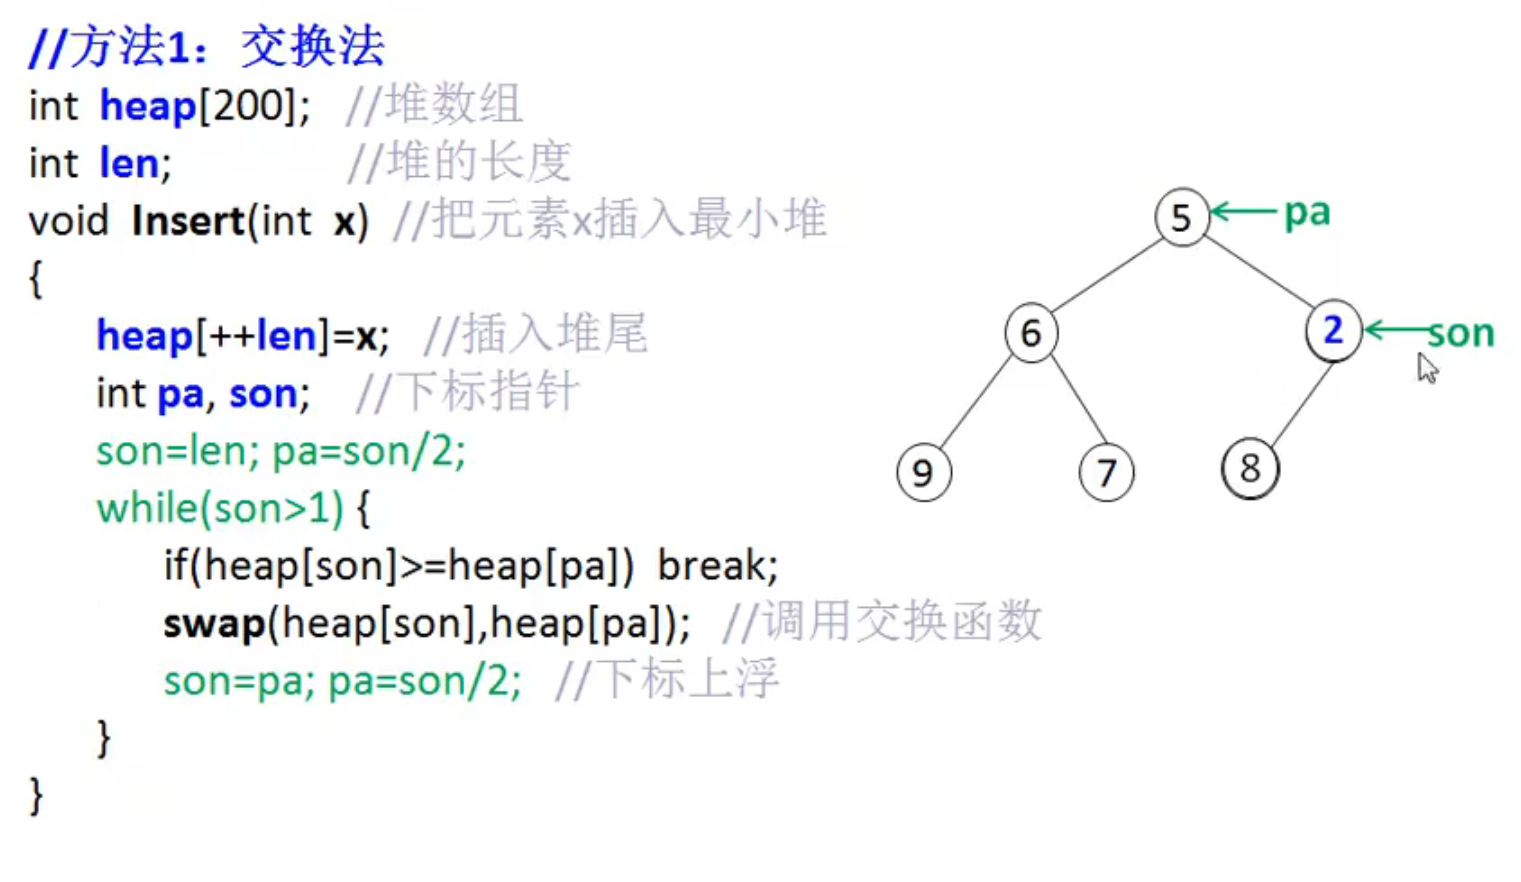 //方法1：交换法
int heap[200]; //堆数组
int len; //堆的长度
void Insert(int x) //把元素x插入最小堆
{
heap[++len]=x; //插入堆尾
int pa, son; //下标指针
son=len; pa=son/2;
while(son>1) {
if(heap[son]>=heap[pa]) break;
swap(heap[son],heap[pa]); //调用交换函数
son=pa; pa=son/2; //下标上浮
}
}
5 pa
6 2 son
9 7 8